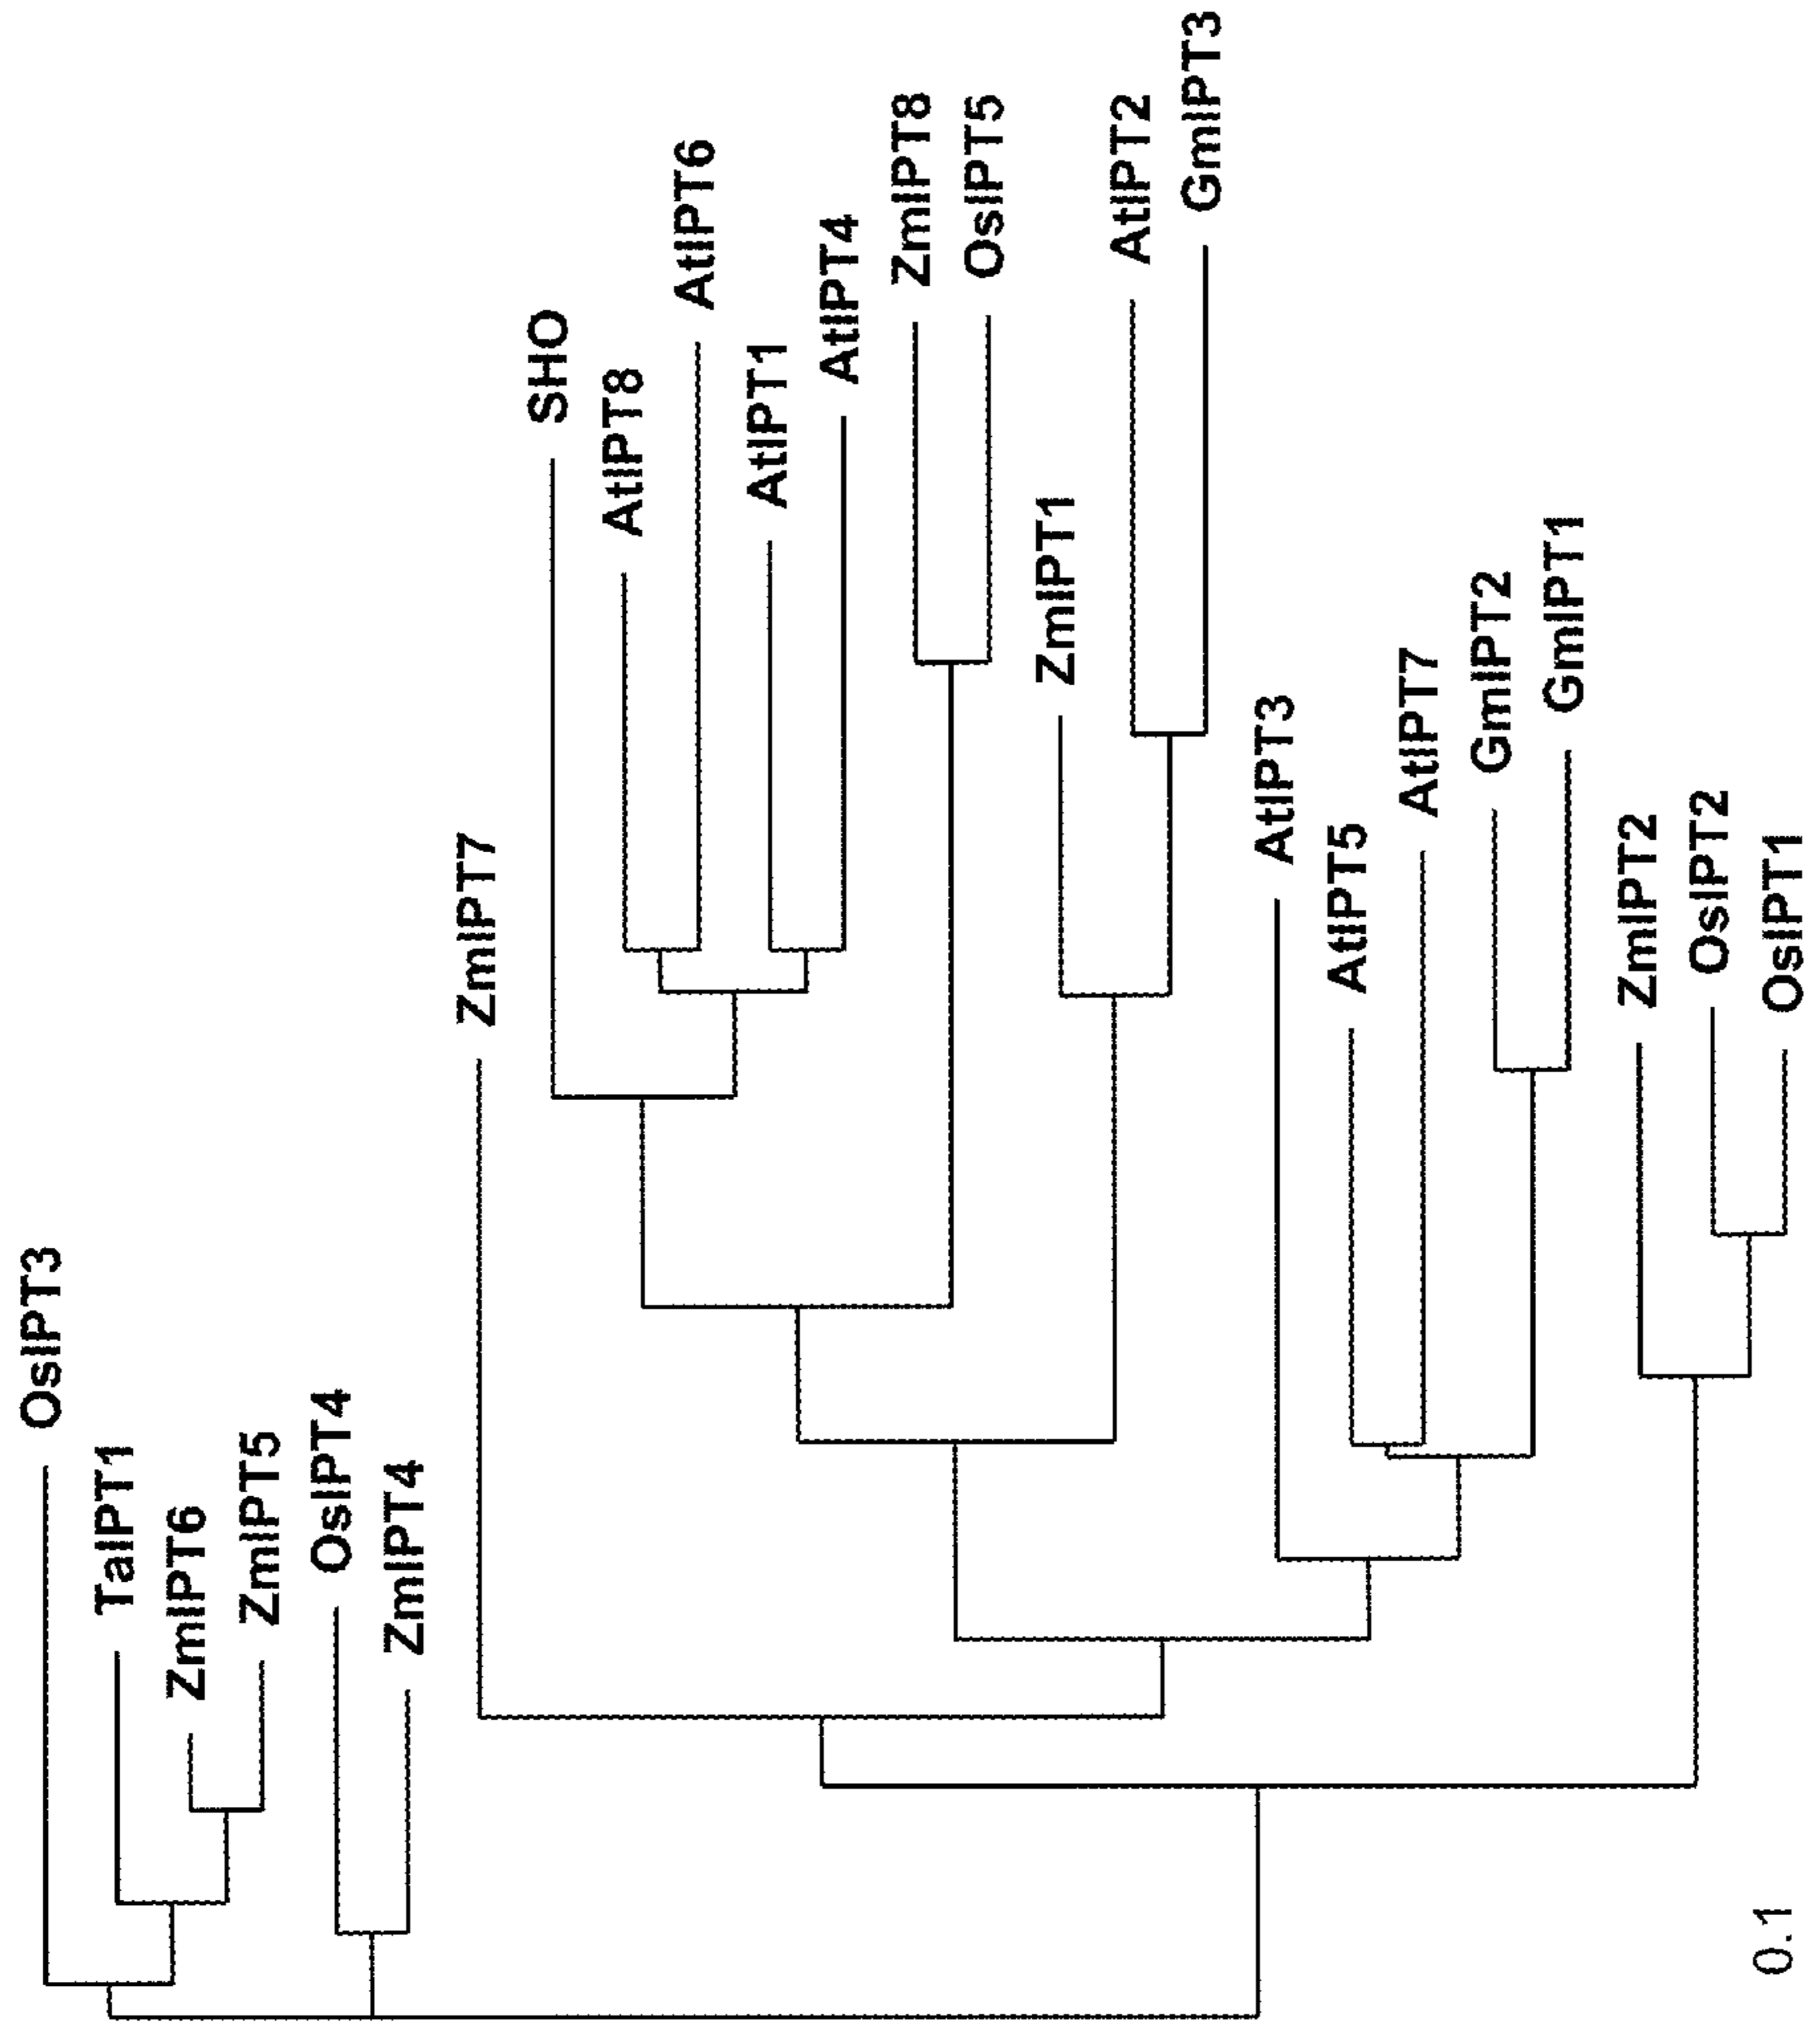 OsIPT3
TaIPT1
ZmIPT6
ZmIPT5
OsIPT4
ZmIPT4
ZmIPT7
SHO
AtIPT8
AtIPT6
AtIPT1
AtIPT4
ZmIPT8
OsIPT5
ZmIPT1
AtIPT2
GmIPT3
AtIPT3
AtIPT5
AtIPT7
GmIPT2
GmIPT1
ZmIPT2
OsIPT2
OsIPT1
0.1